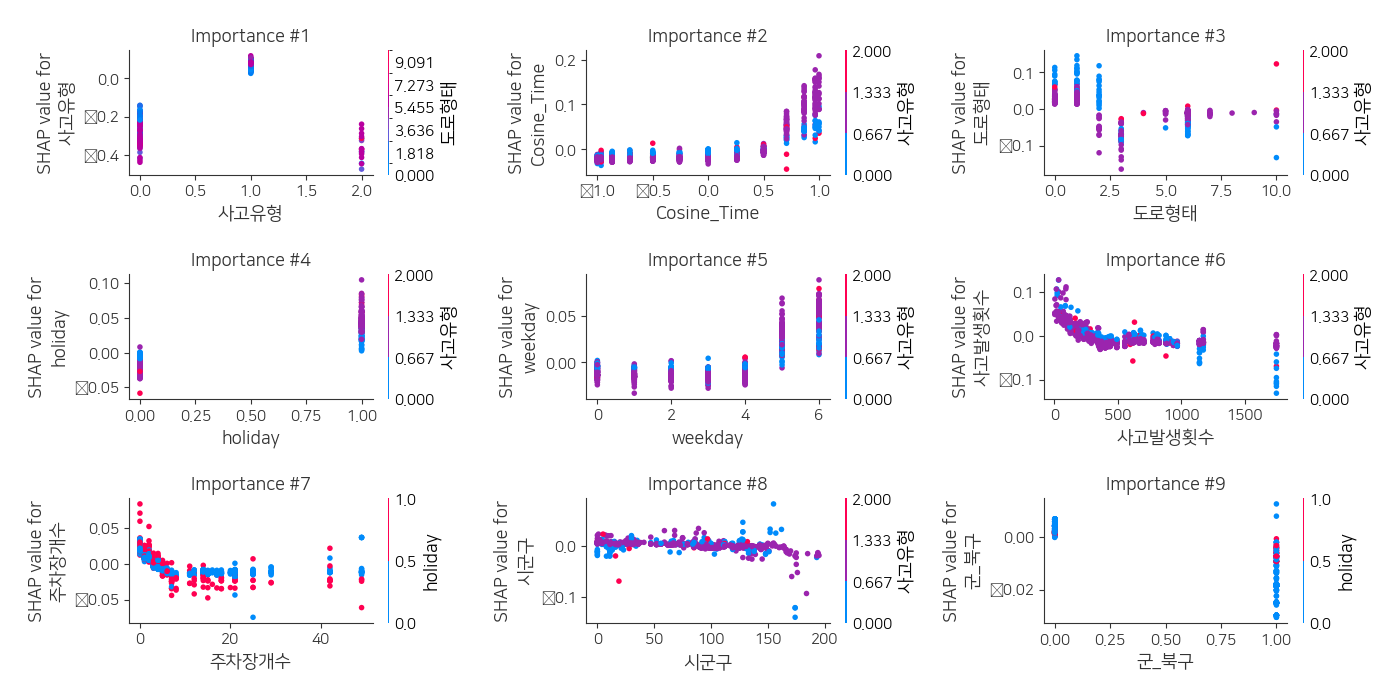 Importance #1
SHAP value for
사고유형
0.0
0.2
0.4
0.0
0.5
1.0
1.5
2.0
사고유형
9.091
7.273
5.455
3.636
1.818
0.000
도로형태
Importance #2
SHAP value for
Cosine_Time
0.2
0.1
0.0
1.0
0.5
0.0
0.5
1.0
Cosine_Time
2.000
1.333
0.667
0.000
사고유형
Importance #3
SHAP value for
도로형태
0.1
0.0
0.1
0.0
2.5
5.0
7.5
10.0
도로형태
2.000
1.333
0.667
0.000
사고유형
Importance #4
SHAP value for
holiday
0.10
0.05
0.00
0.05
0.00
0.25
0.50
0.75
1.00
holiday
2.000
1.333
0.667
0.000
사고유형
Importance #5
SHAP value for
weekday
0.05
0.00
0
2
4
6
weekday
2.000
1.333
0.667
0.000
사고유형
Importance #6
SHAP value for
사고발생횟수
0.1
0.0
0.1
0
500
1000
1500
사고발생횟수
2.000
1.333
0.667
0.000
사고유형
Importance #7
SHAP value for
주차장개수
0.05
0.00
0.05
0
20
40
주차장개수
1.0
0.5
0.0
holiday
Importance #8
SHAP value for
시군구
0.0
0.1
0
50
100
150
200
시군구
2.000
1.333
0.667
0.000
사고유형
Importance #9
SHAP value for
군_북구
0.00
0.02
0.00
0.25
0.50
0.75
1.00
군_북구
1.0
0.5
0.0
holiday